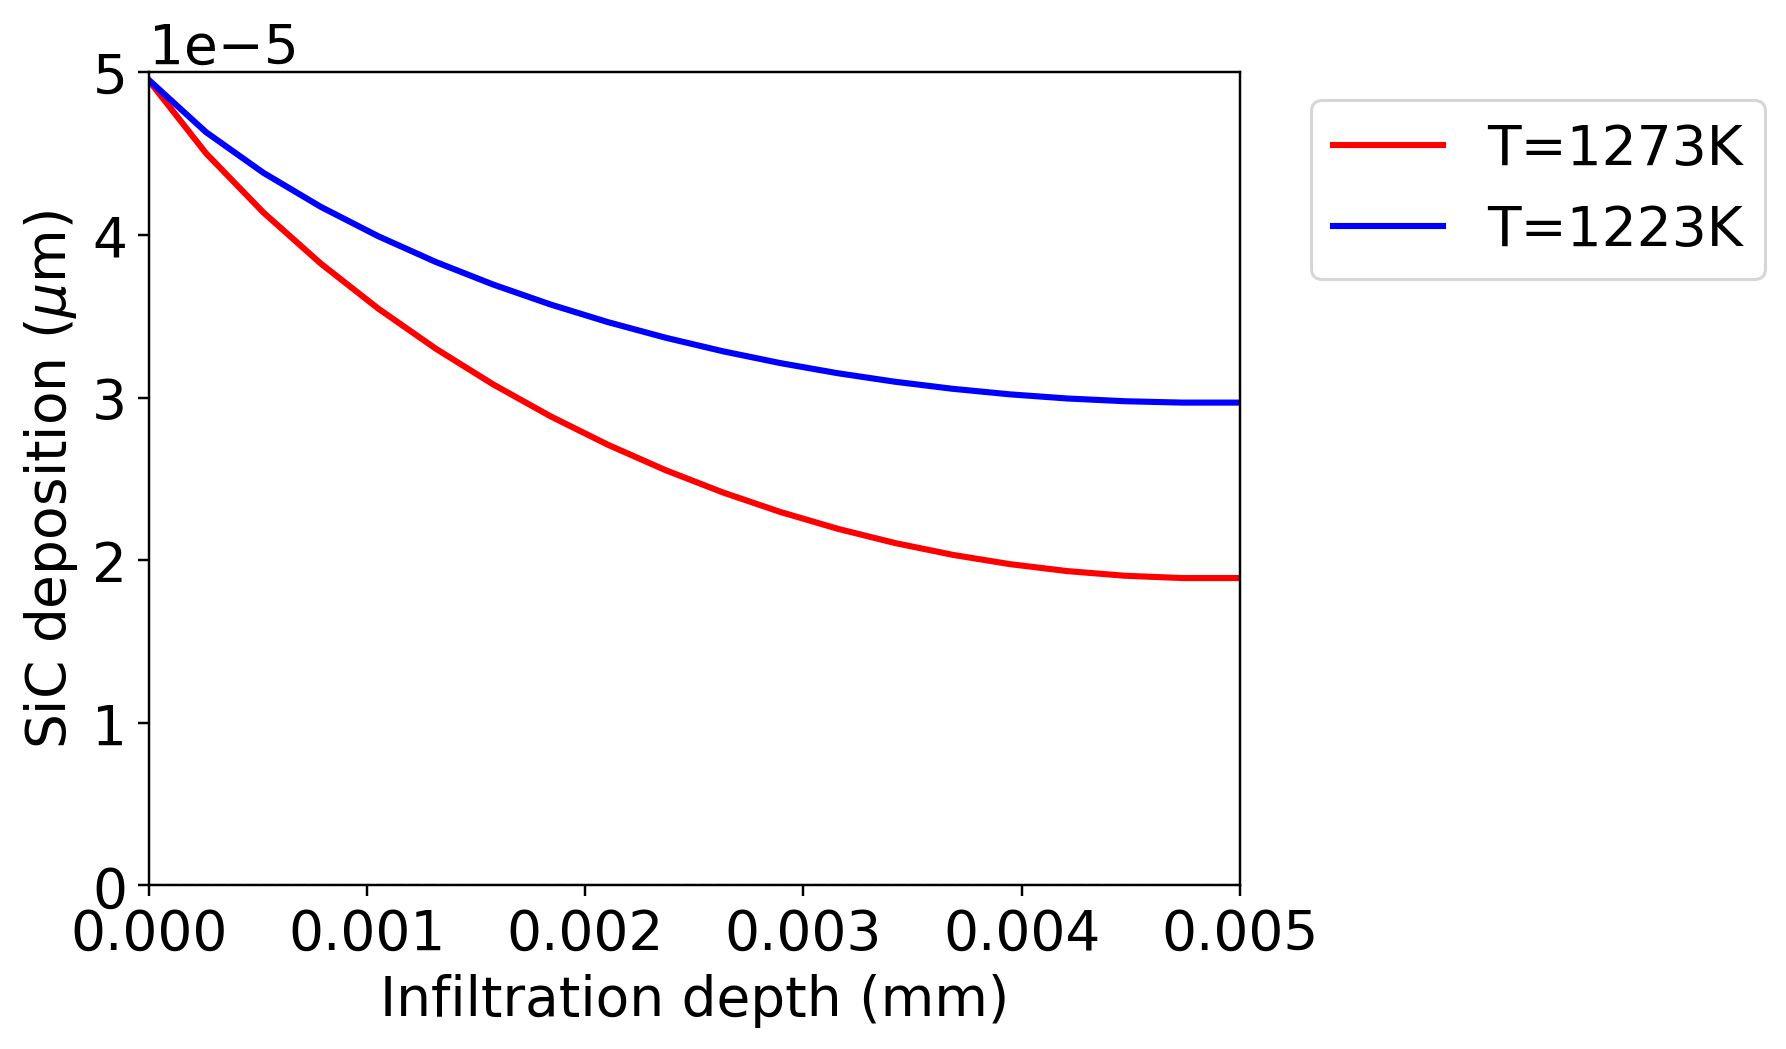 1e−5
5
4
3
2
1
0
SiC deposition (μm)
0.000 0.001 0.002 0.003 0.004 0.005
Infiltration depth (mm)
T=1273K
T=1223K